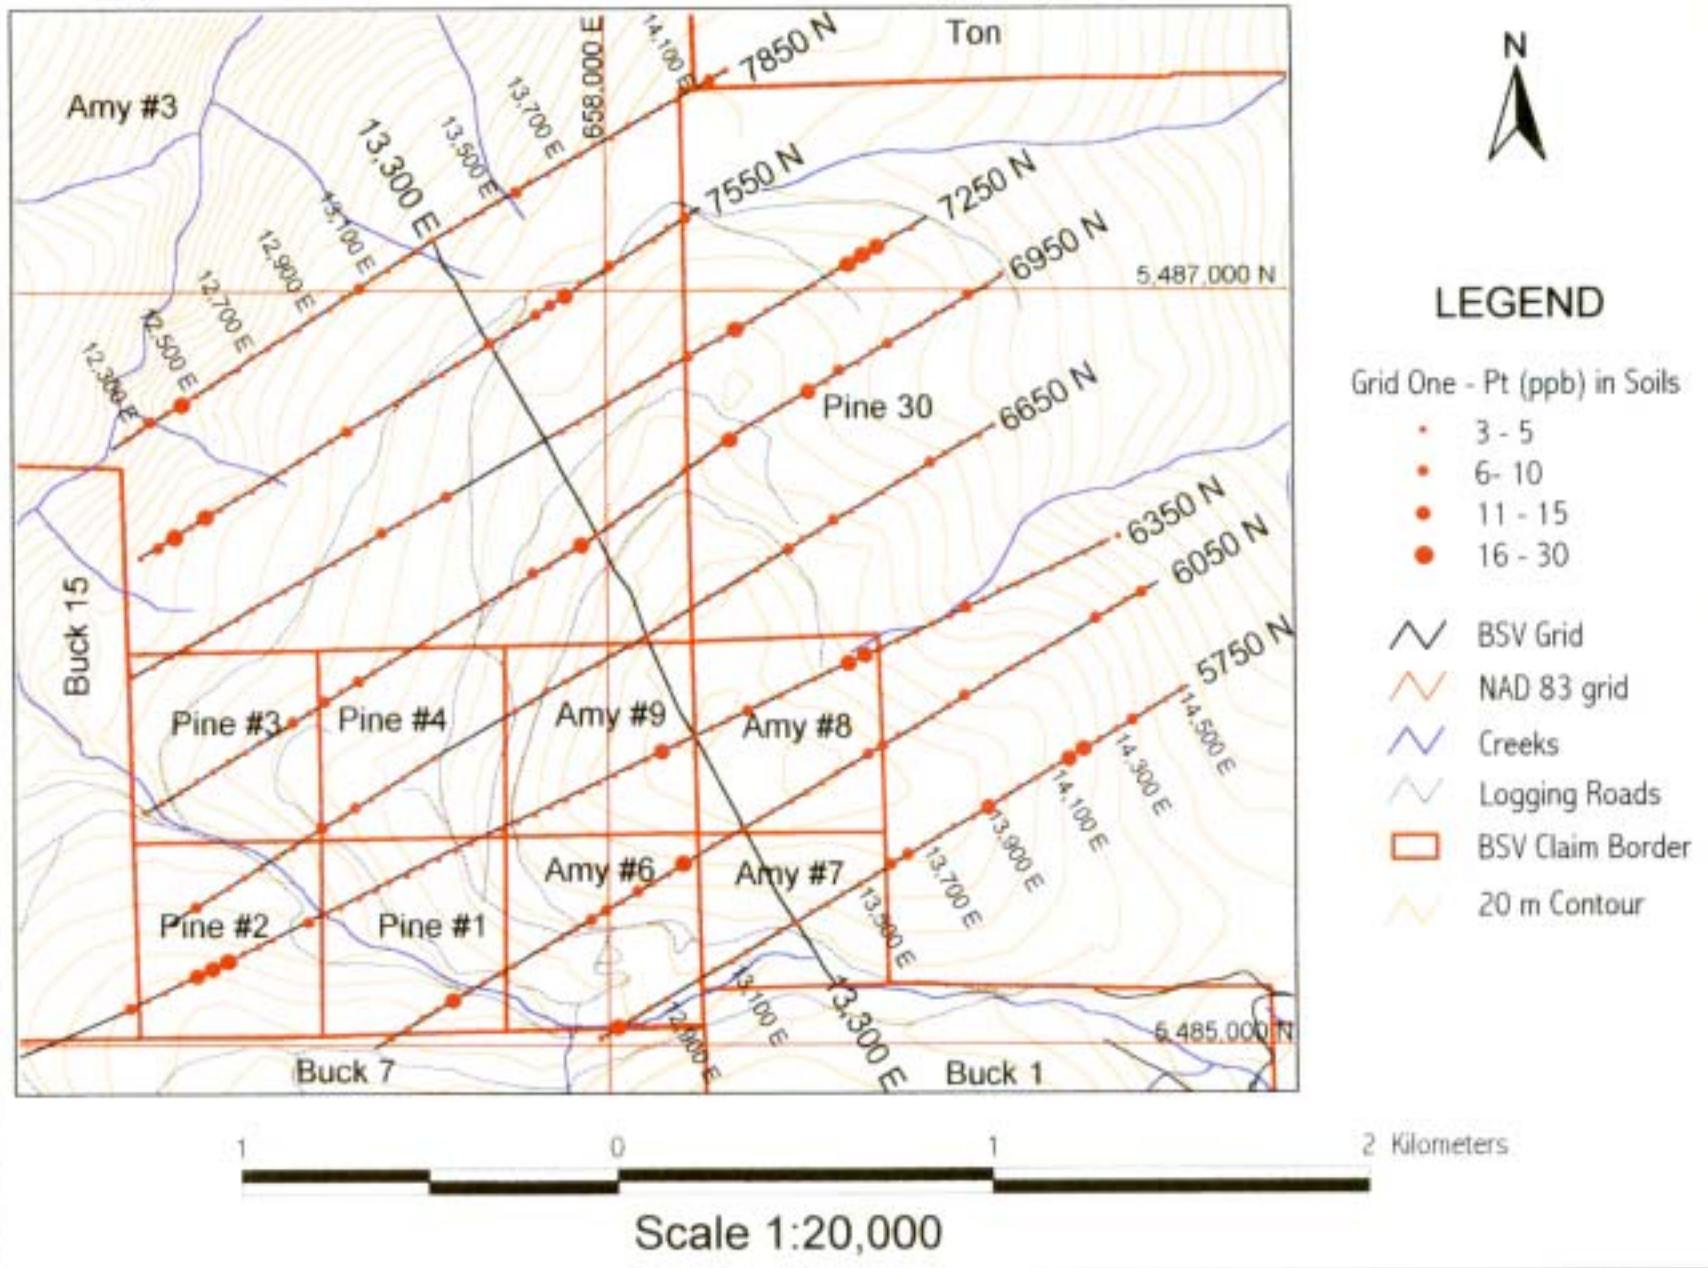 Ton
Amy #3
658,000 E
14,100 E
7850 N
13,700 E
13,500 E
13,300 E
13,100 E
12,900 E
12,700 E
12,500 E
12,300 E
7550 N
7250 N
6950 N
5,487,000 N
Pine 30
6650 N
6350 N
6050 N
5750 N
Buck 15
Pine #3
Pine #4
Amy #9
Amy #8
14,500 E
14,300 E
14,100 E
13,900 E
13,700 E
Amy #6
Amy #7
Pine #2
Pine #1
13,300 E
13,100 E
12,900 E
5,485,000 N
Buck 7
Buck 1
N
LEGEND
Grid One - Pt (ppb) in Soils
3 - 5
6- 10
11 - 15
16 - 30
BSV Grid
NAD 83 grid
Creeks
Logging Roads
BSV Claim Border
20 m Contour
1 0 1 2 Kilometers
Scale 1:20,000